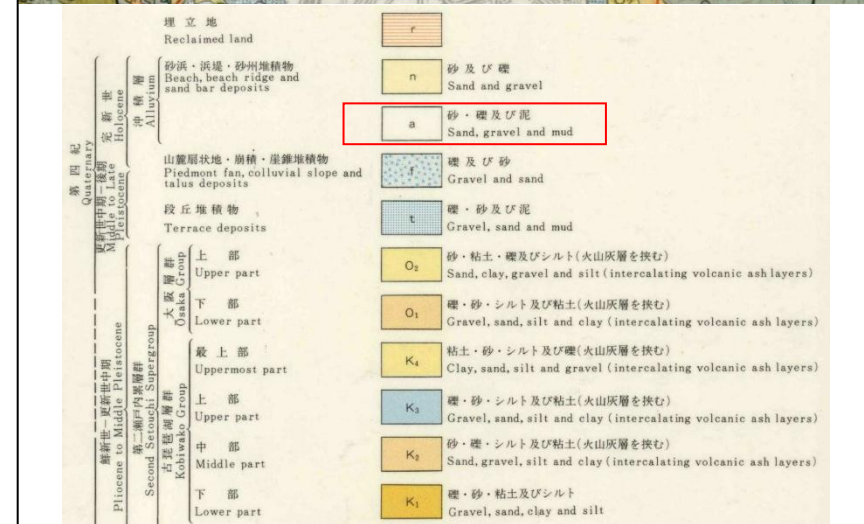 埋立地
Reclaimed land
r
第四紀
Quaternary
完新世
Holocene
沖積層
Alluvium
砂浜・浜堤・砂州堆積物
Beach, beach ridge and
sand bar deposits
n
砂及び礫
Sand and gravel
a
砂・礫及び泥
Sand, gravel and mud
更新世中期－後期
Middle to Late
Pleistocene
山麓扇状地・崩積・崖錐堆積物
Piedmont fan, colluvial slope and
talus deposits
f
礫及び砂
Gravel and sand
段丘堆積物
Terrace deposits
t
礫・砂及び泥
Gravel, sand and mud
鮮新世－更新世中期
Pliocene to Middle Pleistocene
第二瀬戸内累層群
Second Setouchi Supergroup
大阪層群
Ōsaka Group
上部
Upper part
O₂
砂・粘土・礫及びシルト(火山灰層を挟む)
Sand, clay, gravel and silt (intercalating volcanic ash layers)
下部
Lower part
O₁
礫・砂・シルト及び粘土(火山灰層を挟む)
Gravel, sand, silt and clay (intercalating volcanic ash layers)
古琵琶湖層群
Kobiwako Group
最上部
Uppermost part
K₄
粘土・砂・シルト及び礫(火山灰層を挟む)
Clay, sand, silt and gravel (intercalating volcanic ash layers)
上部
Upper part
K₃
礫・砂・シルト及び粘土(火山灰層を挟む)
Gravel, sand, silt and clay (intercalating volcanic ash layers)
中部
Middle part
K₂
砂・礫・シルト及び粘土(火山灰層を挟む)
Sand, gravel, silt and clay (intercalating volcanic ash layers)
下部
Lower part
K₁
礫・砂・粘土及びシルト
Gravel, sand, clay and silt